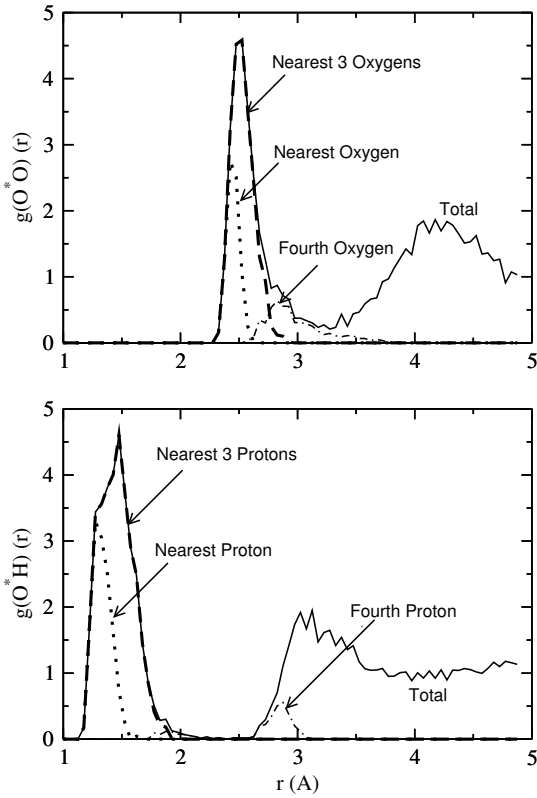 5
4
3
2
1
0
g(O*O) (r)
Nearest 3 Oxygens
Nearest Oxygen
Total
Fourth Oxygen
1 2 3 4 5
5
4
3
2
1
0
g(O*H) (r)
Nearest 3 Protons
Nearest Proton
Fourth Proton
Total
1 2 3 4 5
r (A)